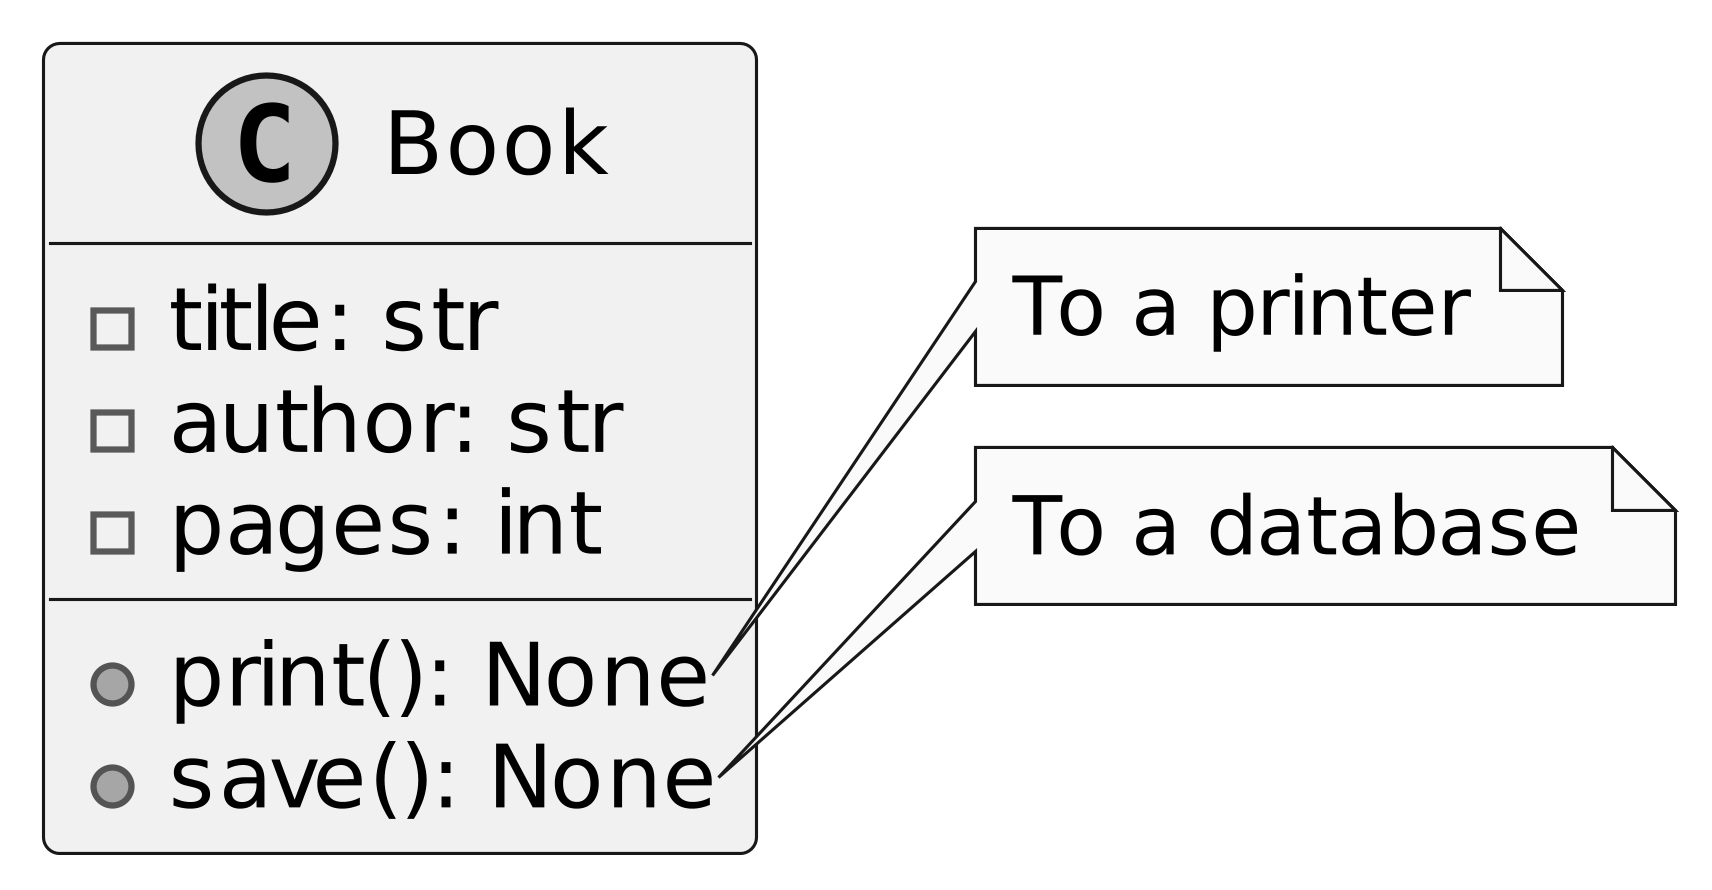 C Book
title: str
author: str
pages: int
print(): None
save(): None
To a printer
To a database